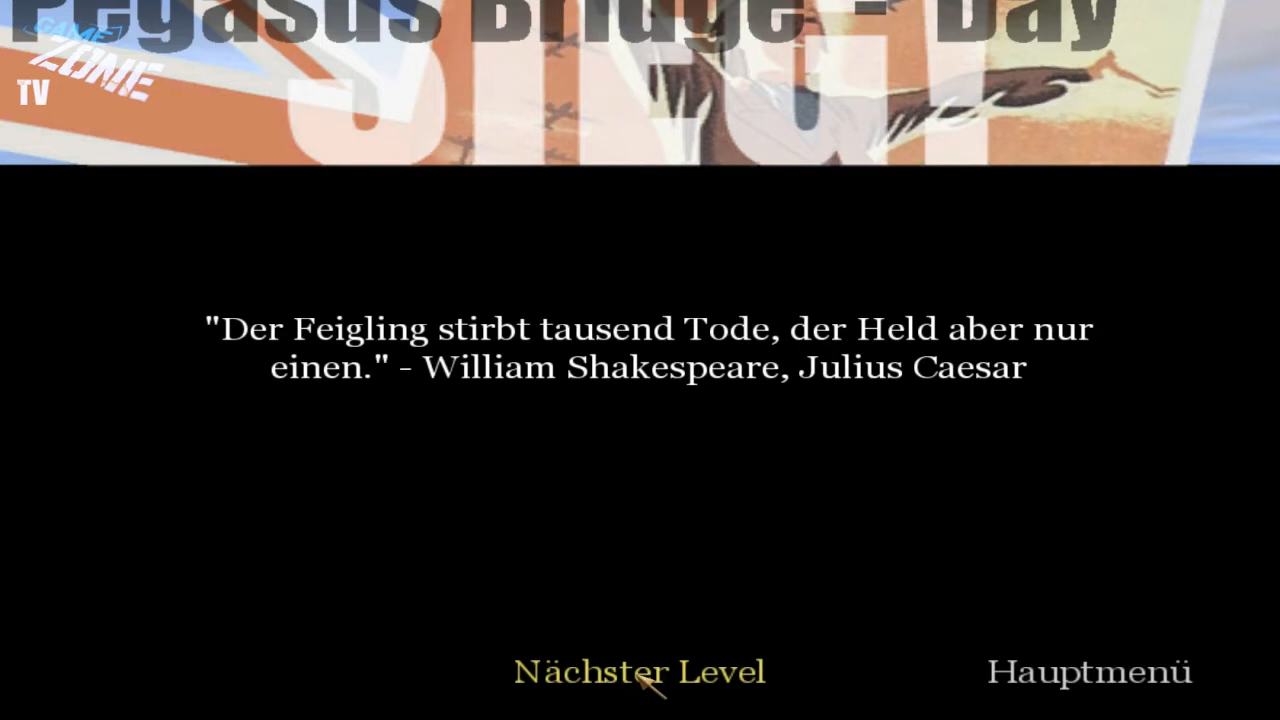 Pegasus Bridge - Day
GAME
ZONE
TV
"Der Feigling stirbt tausend Tode, der Held aber nur
einen." - William Shakespeare, Julius Caesar
Nächster Level
Hauptmenü